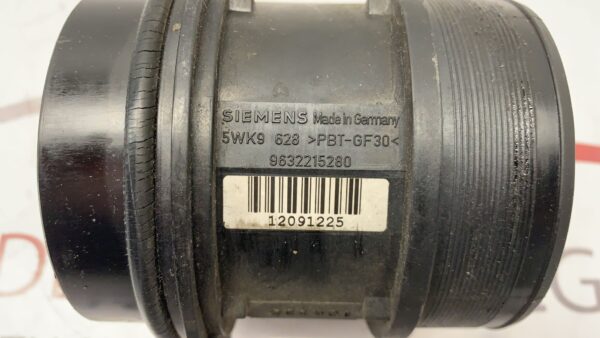 SIEMENS Made in Germany
5WK9 628 >PBT-GF30<
9632215280
12091225